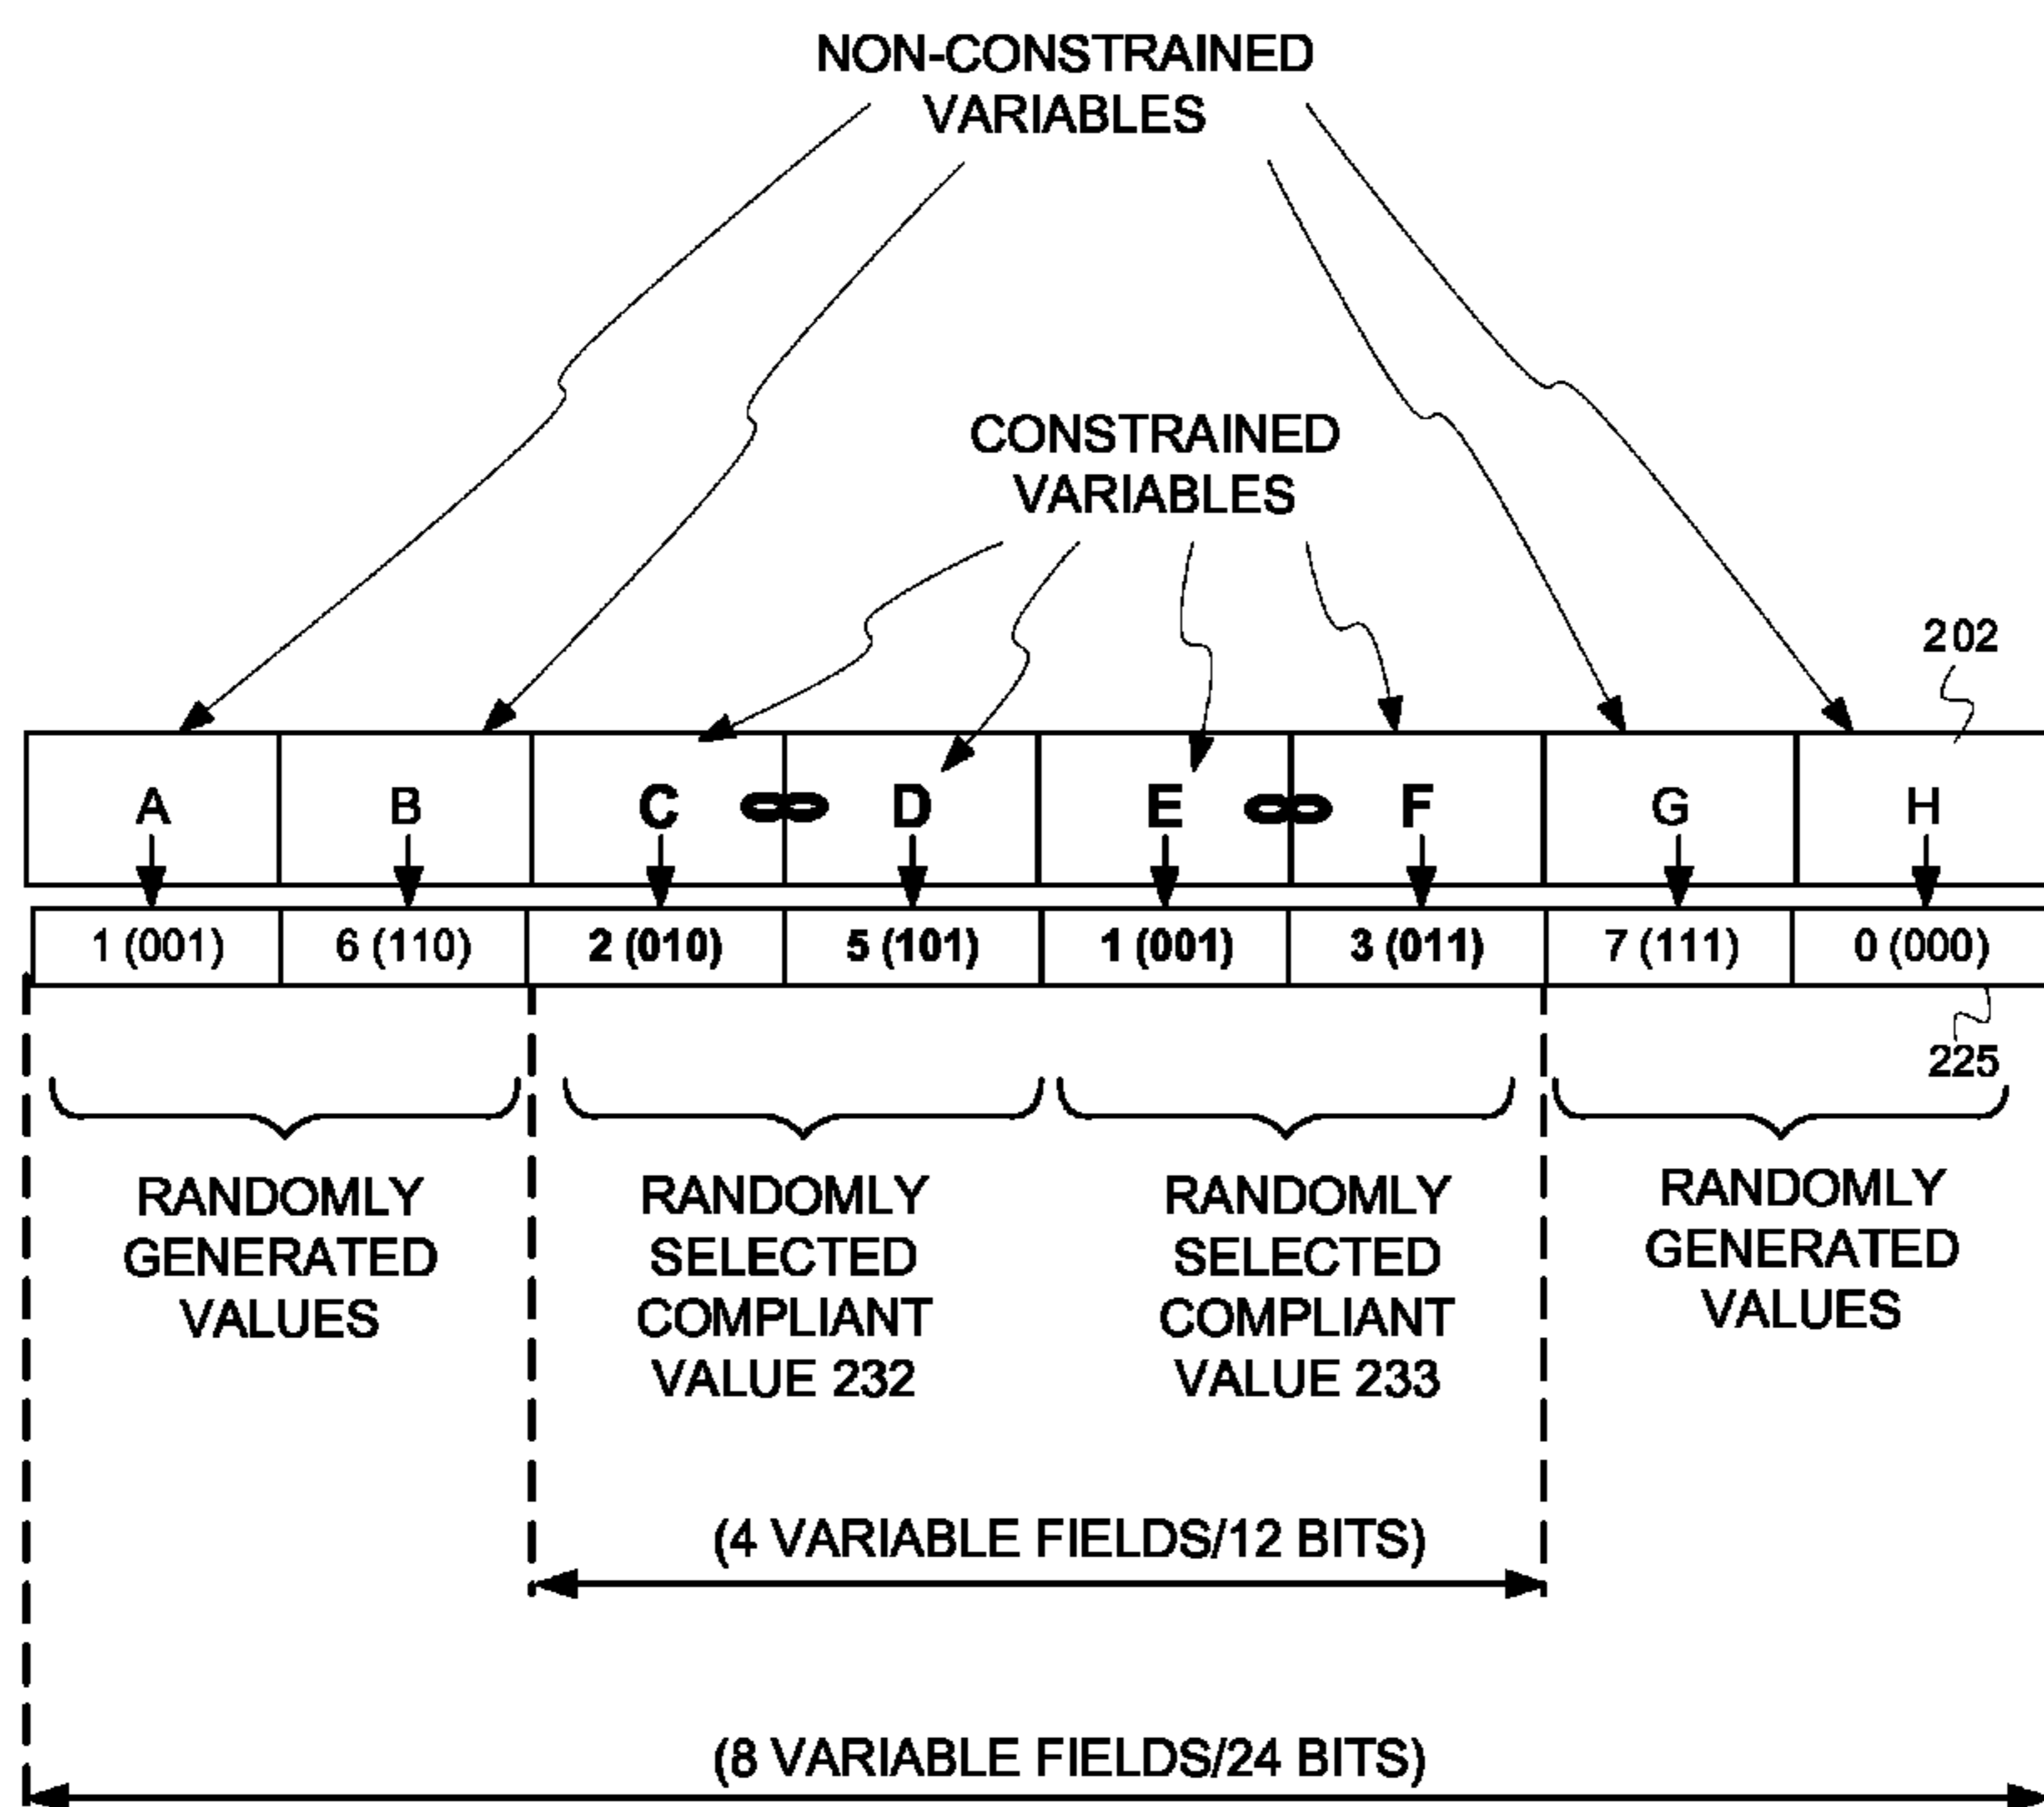 NON-CONSTRAINED
VARIABLES
CONSTRAINED
VARIABLES
202
A B C D E F G H
1 (001) 6 (110) 2 (010) 5 (101) 1 (001) 3 (011) 7 (111) 0 (000)
225
RANDOMLY
GENERATED
VALUES
RANDOMLY
SELECTED
COMPLIANT
VALUE 232
RANDOMLY
SELECTED
COMPLIANT
VALUE 233
RANDOMLY
GENERATED
VALUES
(4 VARIABLE FIELDS/12 BITS)
(8 VARIABLE FIELDS/24 BITS)